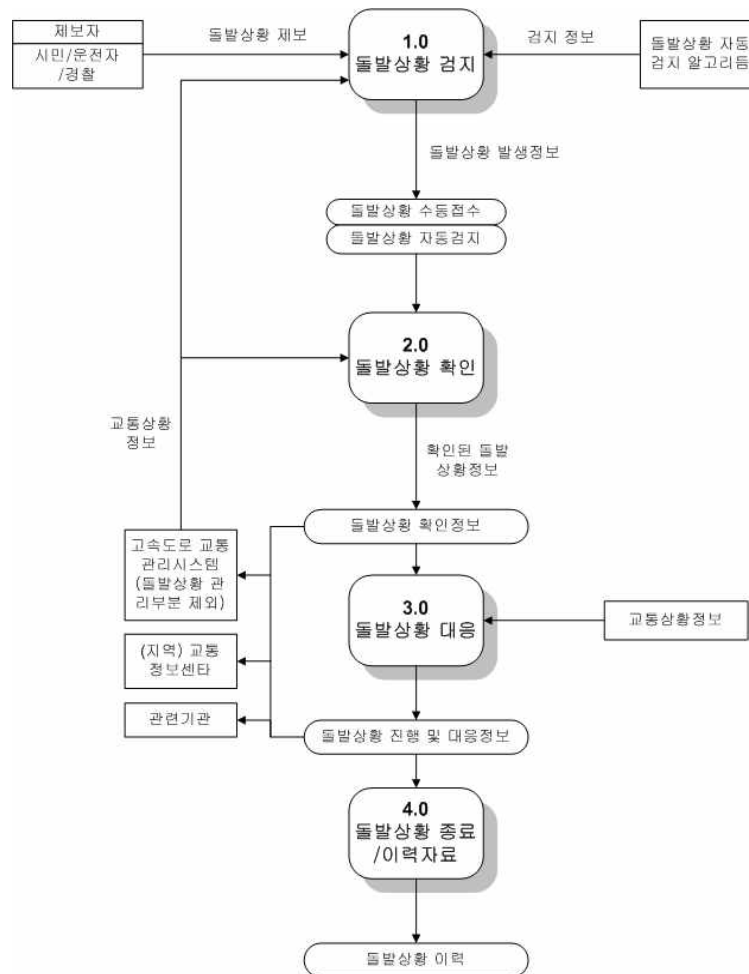 제보자
시민/운전자
/경찰
돌발상황 제보
1.0
돌발상황 검지
검지 정보
돌발상황 자동
검지 알고리듬
돌발상황 발생정보
돌발상황 수동접수
돌발상황 자동검지
2.0
돌발상황 확인
교통상황
정보
확인된 돌발
상황정보
돌발상황 확인정보
고속도로 교통
관리시스템
(돌발상황 관
리부분 제외)
3.0
돌발상황 대응
교통상황정보
(지역) 교통
정보센타
관련기관
돌발상황 진행 및 대응정보
4.0
돌발상황 종료
/이력자료
돌발상황 이력